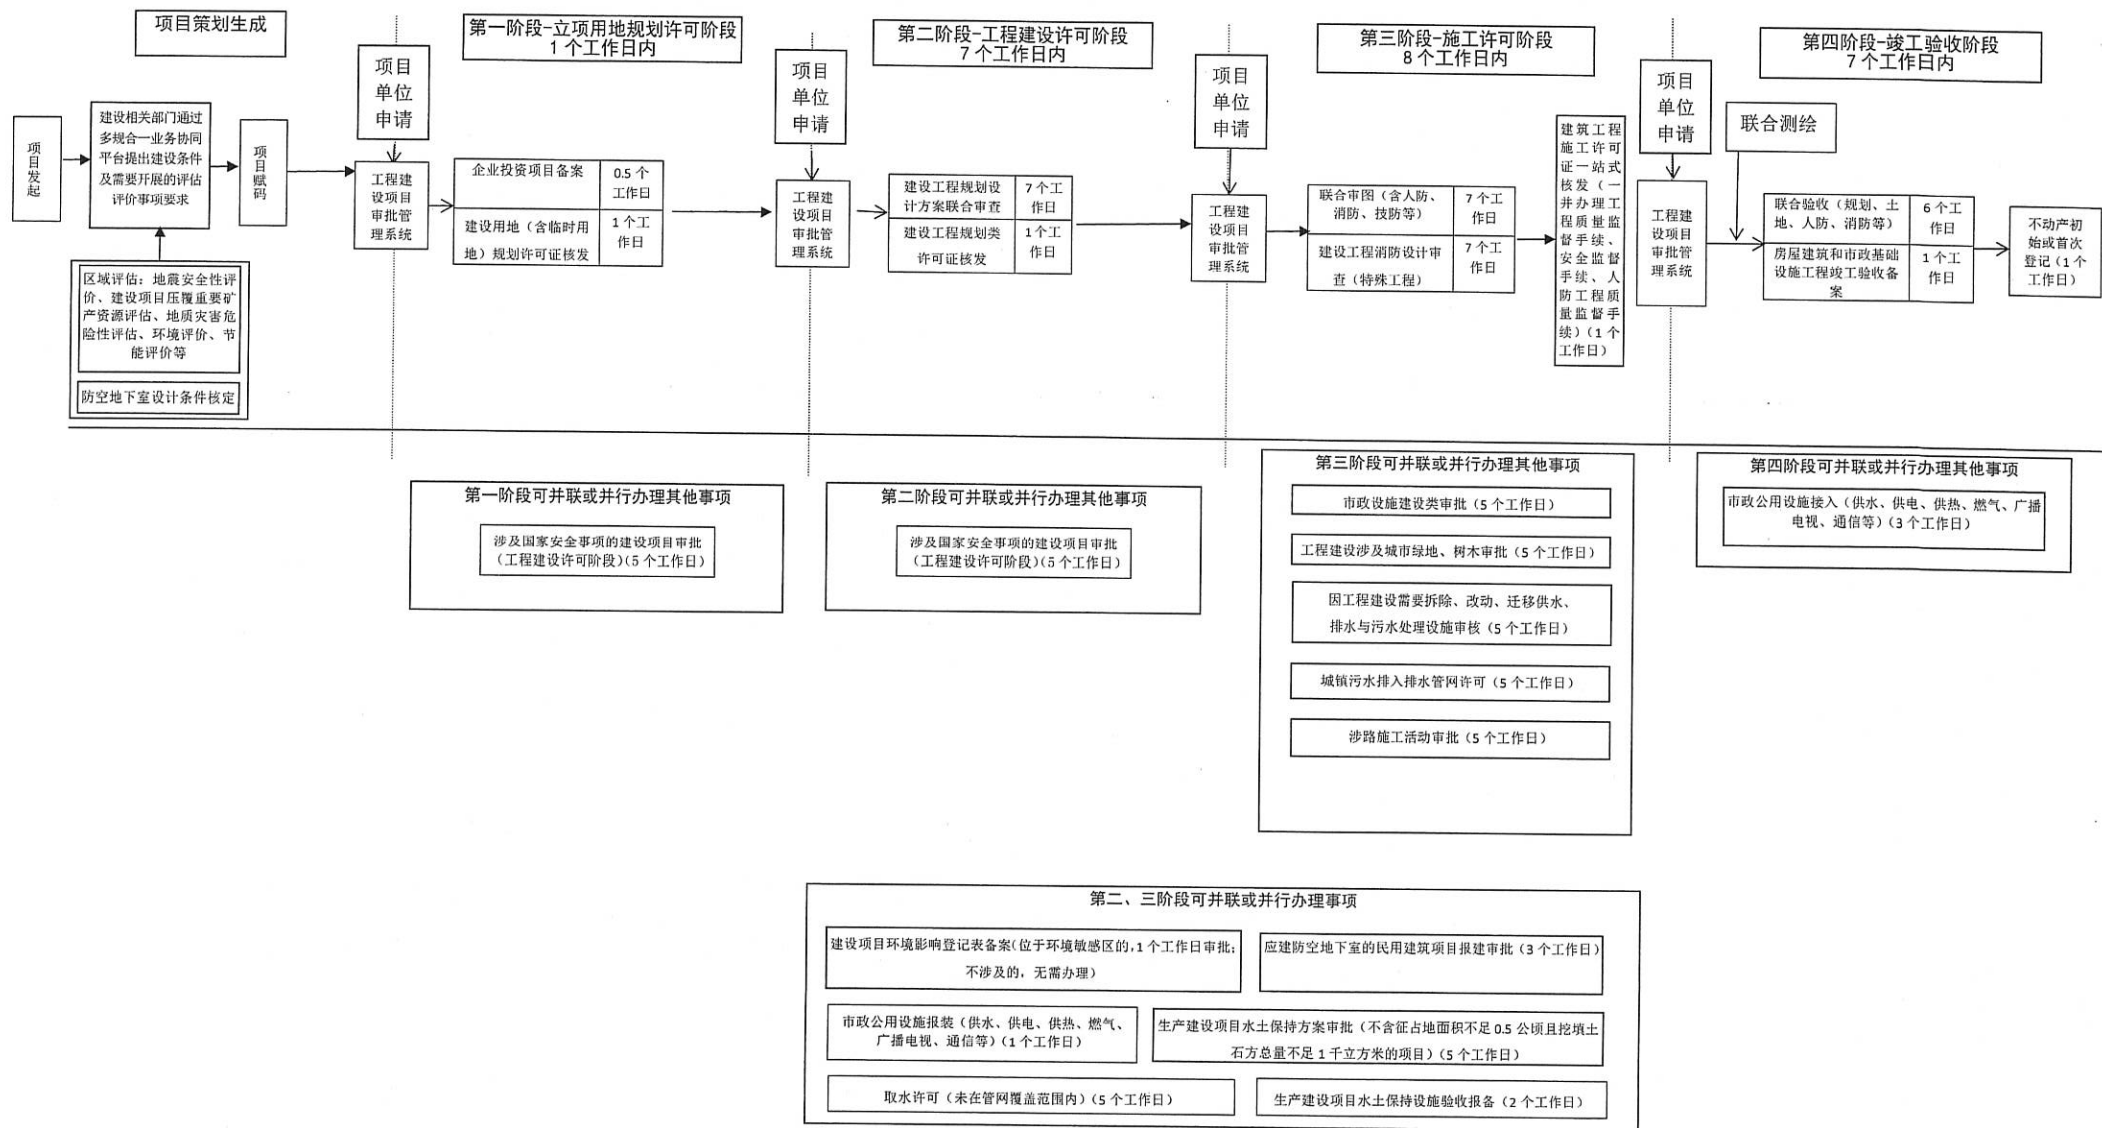 项目策划生成
第一阶段-立项用地规划许可阶段
1 个工作日内
第二阶段-工程建设许可阶段
7 个工作日内
第三阶段-施工许可阶段
8 个工作日内
第四阶段-竣工验收阶段
7 个工作日内
项目发起
建设相关部门通过
多规合一业务协同
平台提出建设条件
及需要开展的评估
评价事项要求
项目赋码
区域评估：地震安全性评
价、建设项目压覆重要矿
产资源评估、地质灾害危
险性评估、环境评价、节
能评价等
防空地下室设计条件核定
项目
单位
申请
工程建
设项目
审批管
理系统
企业投资项目备案
0.5 个
工作日
建设用地（含临时用
地）规划许可证核发
1 个工
作日
项目
单位
申请
工程建
设项目
审批管
理系统
建设工程规划设
计方案联合审查
7 个工
作日
建设工程规划类
许可证核发
1个工
作日
项目
单位
申请
工程建
设项目
审批管
理系统
联合审图（含人防、
消防、技防等）
7 个工
作日
建设工程消防设计审
查（特殊工程）
7 个工
作日
建筑工程
施工许可
证一站式
核发（一
并办理工
程质量监
督手续、
安全监督
手续、人
防工程质
量监督手
续）（1 个
工作日）
项目
单位
申请
工程建
设项目
审批管
理系统
联合测绘
联合验收（规划、土
地、人防、消防等）
6 个工
作日
房屋建筑和市政基础
设施工程竣工验收备
案
1 个工
作日
不动产初
始或首次
登记（1 个
工作日）
第一阶段可并联或并行办理其他事项
涉及国家安全事项的建设项目审批
（工程建设许可阶段）（5 个工作日）
第二阶段可并联或并行办理其他事项
涉及国家安全事项的建设项目审批
（工程建设许可阶段）（5 个工作日）
第三阶段可并联或并行办理其他事项
市政设施建设类审批（5 个工作日）
工程建设涉及城市绿地、树木审批（5 个工作日）
因工程建设需要拆除、改动、迁移供水、
排水与污水处理设施审核（5 个工作日）
城镇污水排入排水管网许可（5 个工作日）
涉路施工活动审批（5 个工作日）
第四阶段可并联或并行办理其他事项
市政公用设施接入（供水、供电、供热、燃气、广播
电视、通信等）（3 个工作日）
第二、三阶段可并联或并行办理事项
建设项目环境影响登记表备案（位于环境敏感区的，1 个工作日审批；
不涉及的，无需办理）
应建防空地下室的民用建筑项目报建审批（3 个工作日）
市政公用设施报装（供水、供电、供热、燃气、
广播电视、通信等）（1 个工作日）
生产建设项目水土保持方案审批（不含征占地面积不足 0.5 公顷且挖填土
石方总量不足 1 千立方米的项目）（5 个工作日）
取水许可（未在管网覆盖范围内）（5 个工作日）
生产建设项目水土保持设施验收报备（2 个工作日）